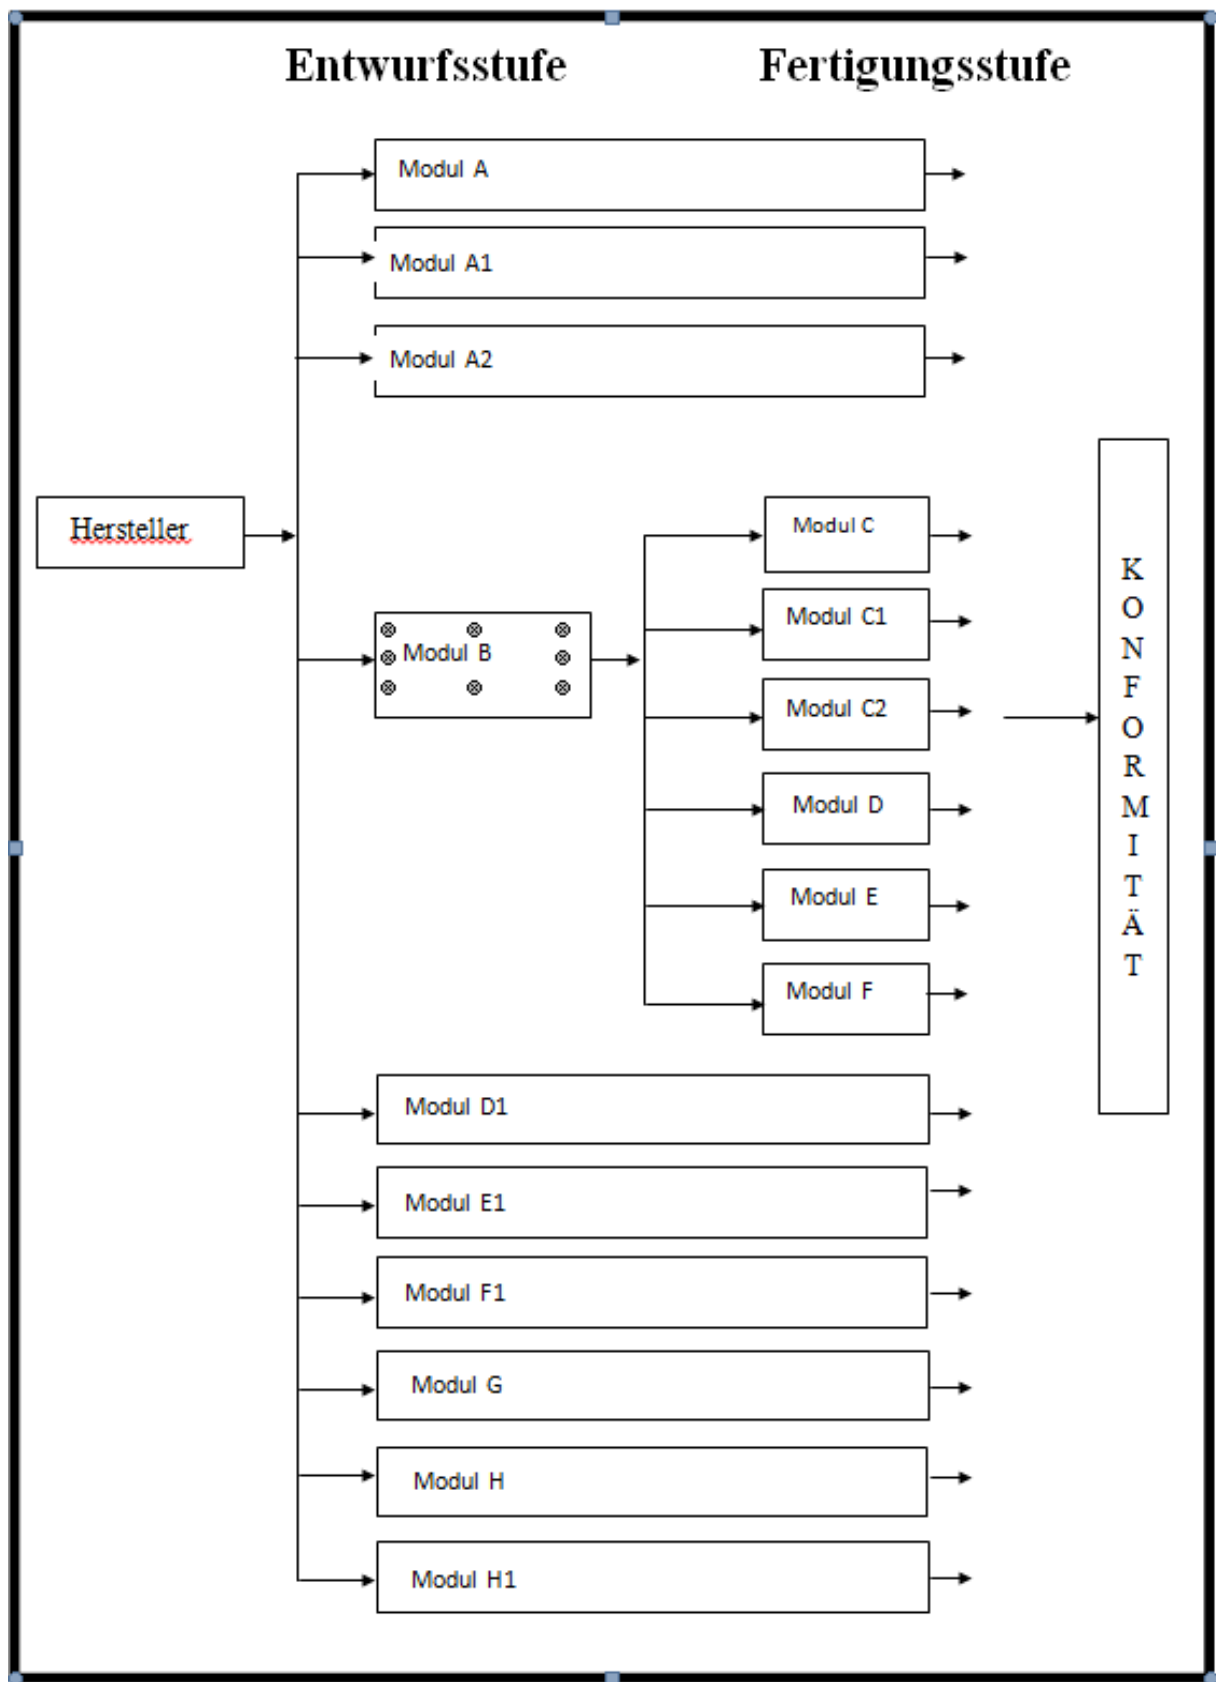 Entwurfsstufe Fertigungsstufe
Modul A
Modul A1
Modul A2
Hersteller
Modul B
Modul C
Modul C1
Modul C2
Modul D
Modul E
Modul F
K
O
N
F
O
R
M
I
T
Ä
T
Modul D1
Modul E1
Modul F1
Modul G
Modul H
Modul H1